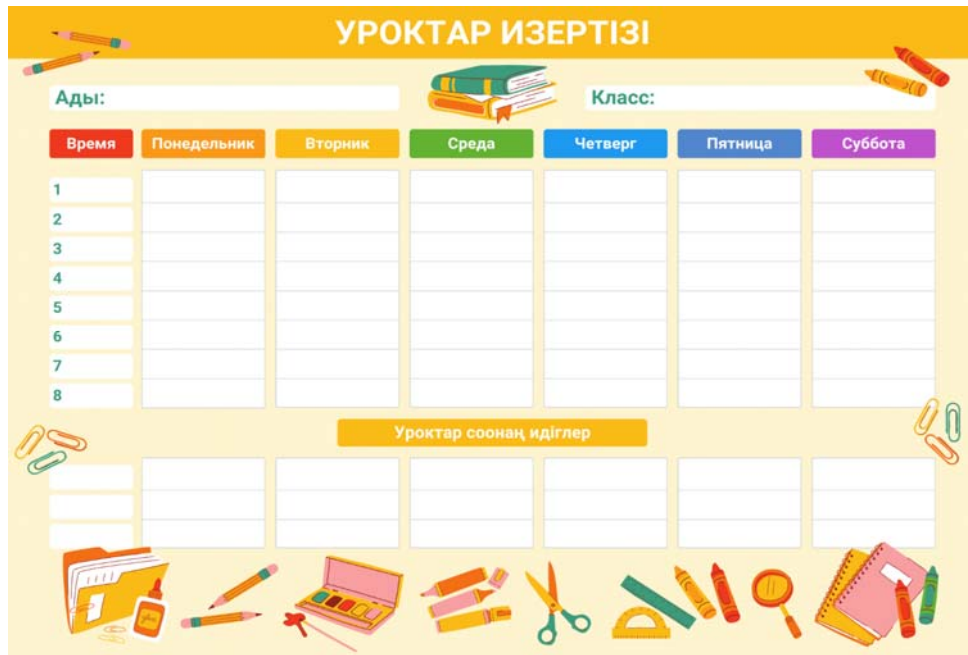 УРОКТАР ИЗЕРТІЗІ
Ады: Класс:
Время Понедельник Вторник Среда Четверг Пятница Суббота
1
2
3
4
5
6
7
8
Уроктар соонаӊ идіглер